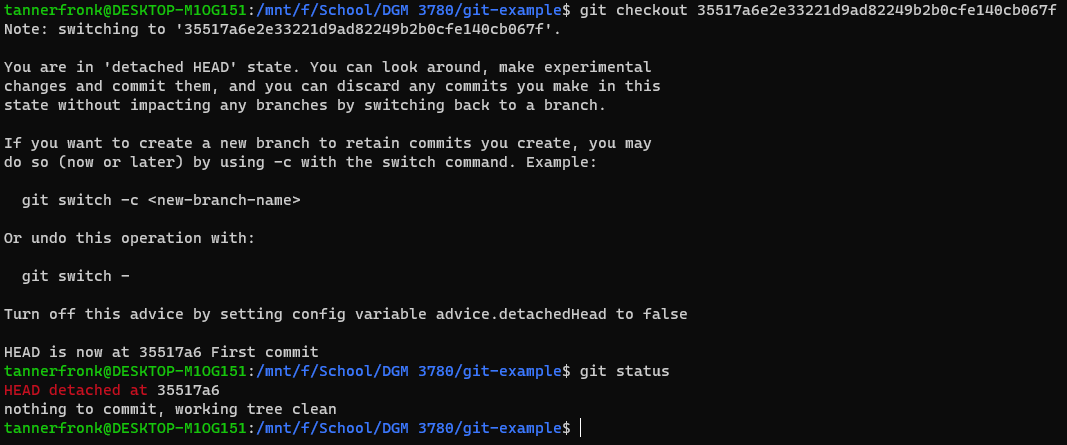 tannerfronk@DESKTOP-M1OG151:/mnt/f/School/DGM 3780/git-example$ git checkout 35517a6e2e33221d9ad82249b2b0cfe140cb067f
Note: switching to '35517a6e2e33221d9ad82249b2b0cfe140cb067f'.

You are in 'detached HEAD' state. You can look around, make experimental
changes and commit them, and you can discard any commits you make in this
state without impacting any branches by switching back to a branch.

If you want to create a new branch to retain commits you create, you may
do so (now or later) by using -c with the switch command. Example:

  git switch -c <new-branch-name>

Or undo this operation with:

  git switch -

Turn off this advice by setting config variable advice.detachedHead to false

HEAD is now at 35517a6 First commit
tannerfronk@DESKTOP-M1OG151:/mnt/f/School/DGM 3780/git-example$ git status
HEAD detached at 35517a6
nothing to commit, working tree clean
tannerfronk@DESKTOP-M1OG151:/mnt/f/School/DGM 3780/git-example$